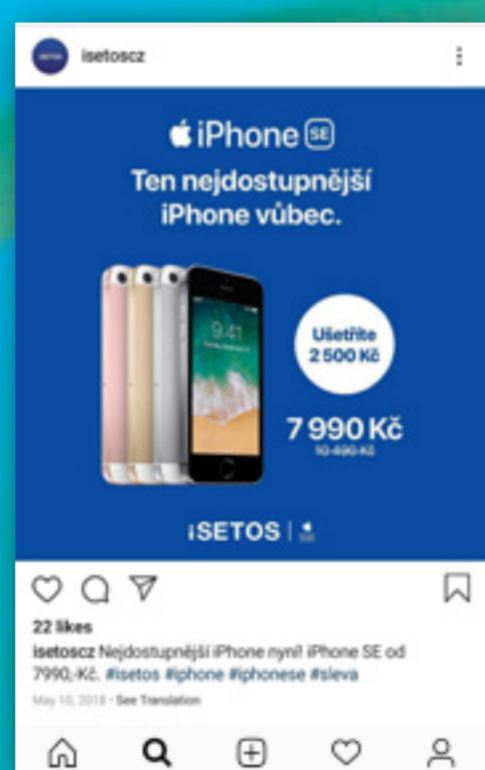 isetoscz
iPhone SE
Ten nejdostupnější
iPhone vůbec.
9:41
Ušetříte
2 500 Kč
7 990 Kč
10 490 Kč
iSETOS
22 likes
isetoscz Nejdostupnější iPhone nyní! iPhone SE od
7990,-Kč. #isetos #iphone #iphonese #sleva
May 10, 2018 • See Translation